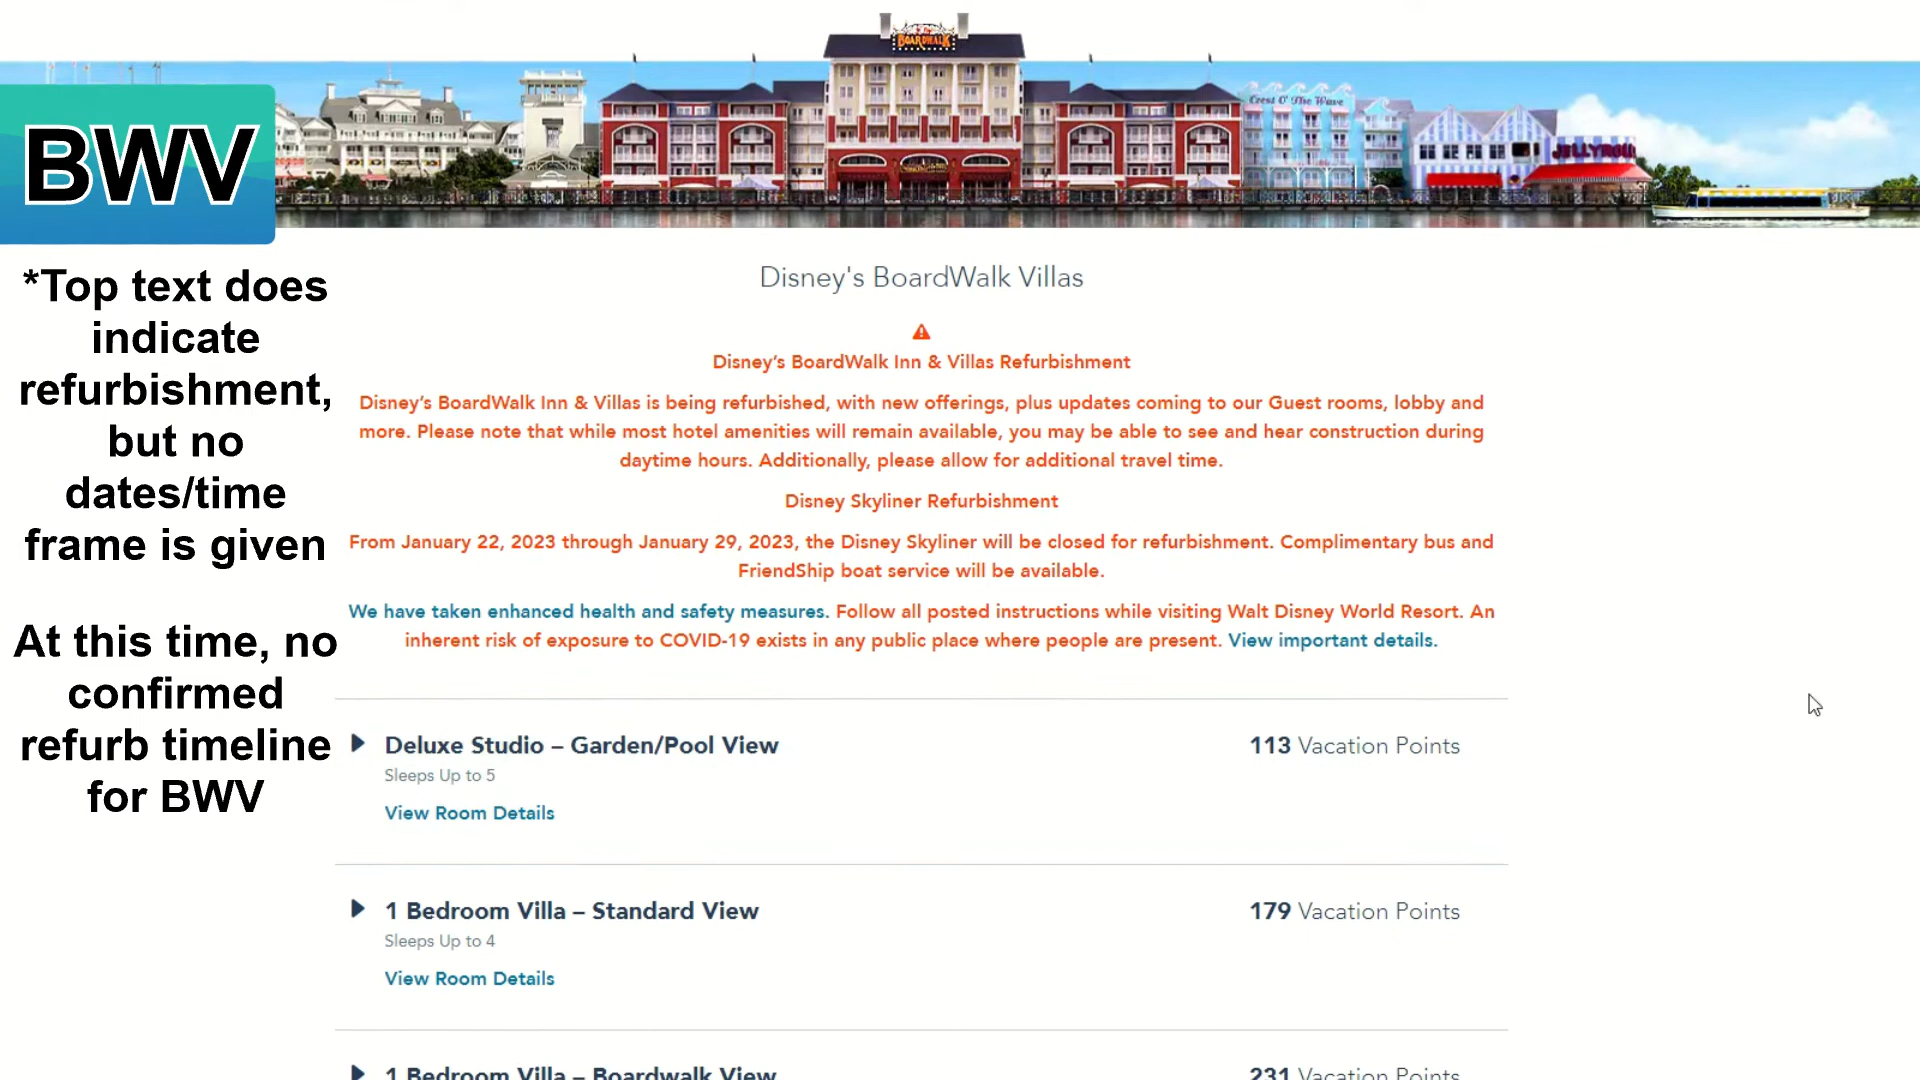 BOARDWALK
Crest O' The Wave
JELLYROLLS
BWV
*Top text does
indicate
refurbishment,
but no
dates/time
frame is given
At this time, no
confirmed
refurb timeline
for BWV
Disney's BoardWalk Villas
Disney’s BoardWalk Inn & Villas Refurbishment
Disney’s BoardWalk Inn & Villas is being refurbished, with new offerings, plus updates coming to our Guest rooms, lobby and
more. Please note that while most hotel amenities will remain available, you may be able to see and hear construction during
daytime hours. Additionally, please allow for additional travel time.
Disney Skyliner Refurbishment
From January 22, 2023 through January 29, 2023, the Disney Skyliner will be closed for refurbishment. Complimentary bus and
FriendShip boat service will be available.
We have taken enhanced health and safety measures. Follow all posted instructions while visiting Walt Disney World Resort. An
inherent risk of exposure to COVID-19 exists in any public place where people are present. View important details.
Deluxe Studio – Garden/Pool View
113 Vacation Points
Sleeps Up to 5
View Room Details
1 Bedroom Villa – Standard View
179 Vacation Points
Sleeps Up to 4
View Room Details
1 Bedroom Villa – Boardwalk View
231 Vacation Points